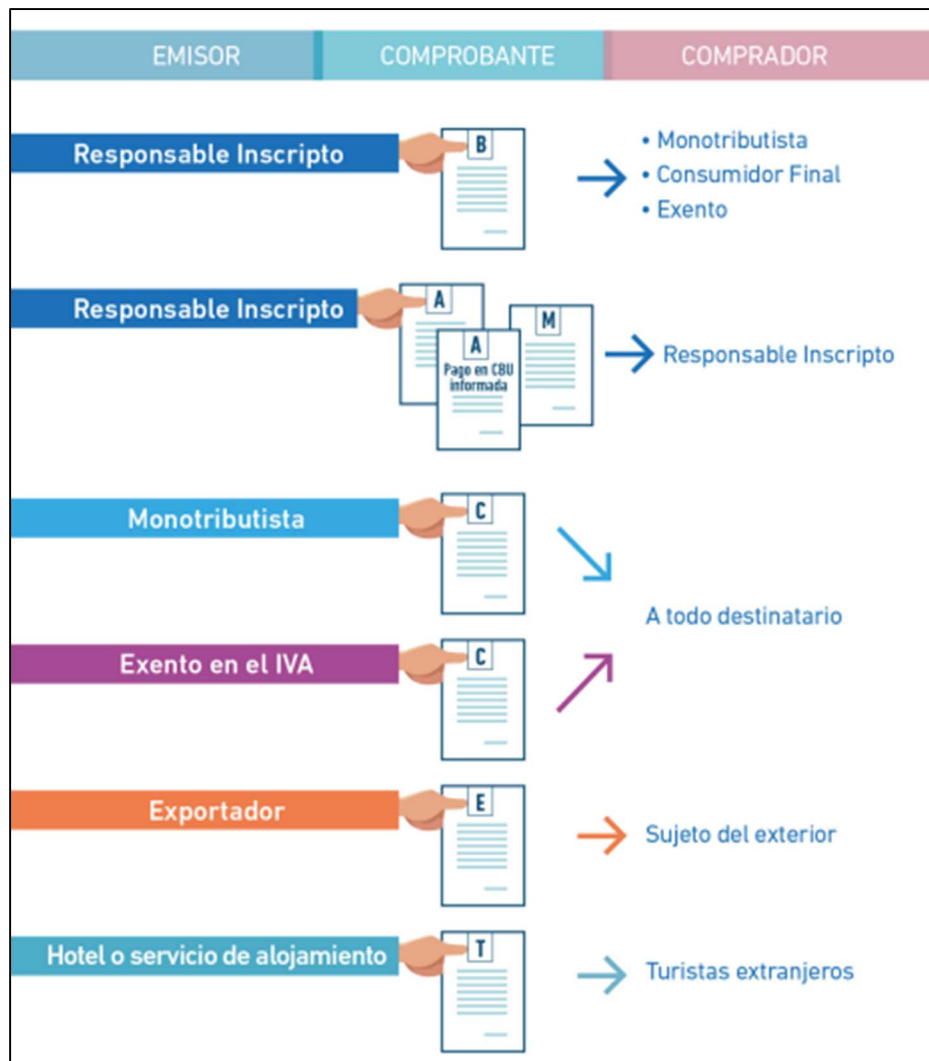 EMISOR COMPROBANTE COMPRADOR
Responsable Inscripto
B
• Monotributista
• Consumidor Final
• Exento
Responsable Inscripto
A
M
A
Pago en CBU
informada
Responsable Inscripto
Monotributista
C
A todo destinatario
Exento en el IVA
C
Exportador
E
Sujeto del exterior
Hotel o servicio de alojamiento
T
Turistas extranjeros